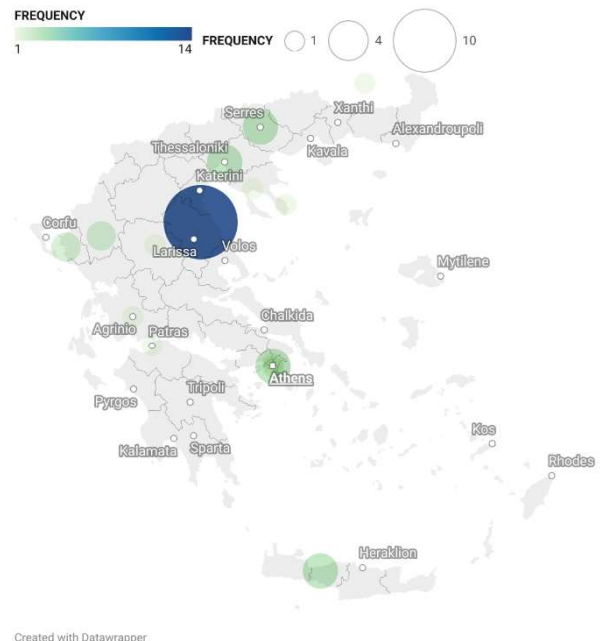 FREQUENCY
1 14
FREQUENCY 1 4 10
Serres
Xanthi
Alexandroupoli
Thessaloniki
Kavala
Katerini
Corfu
Larissa
Volos
Mytilene
Agrinio
Patras
Chalkida
Athens
Pyrgos
Tripoli
Kalamata
Sparta
Kos
Rhodes
Heraklion
Created with Datawrapper